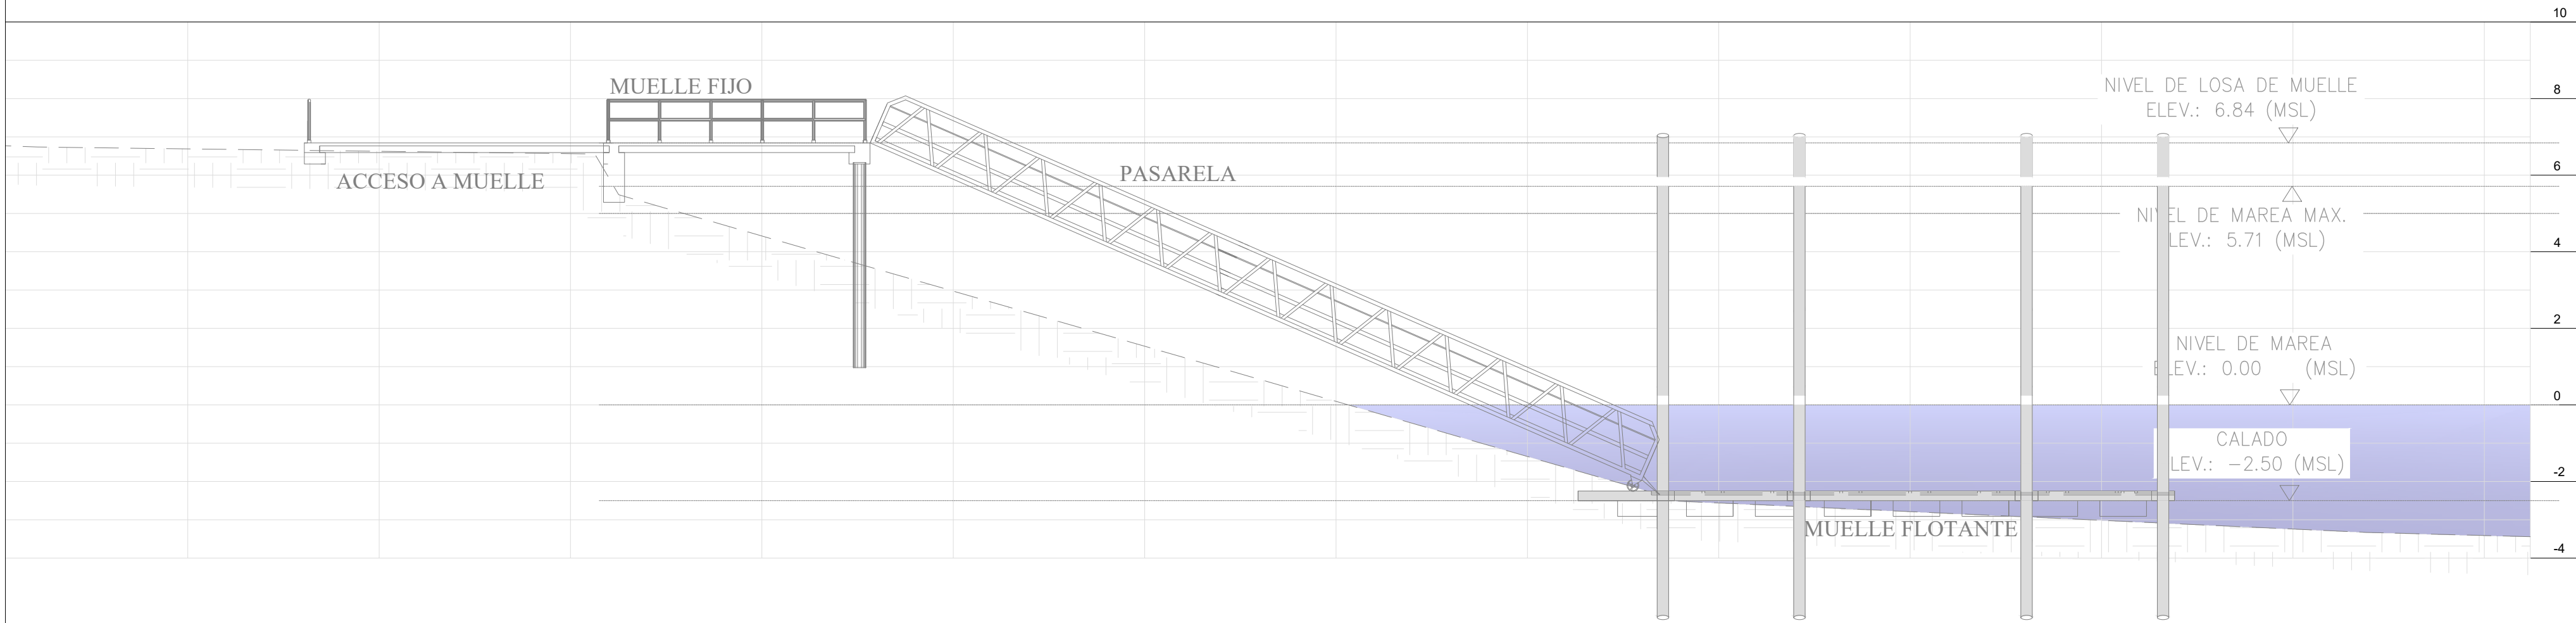 10
MUELLE FIJO
NIVEL DE LOSA DE MUELLE
ELEV.: 6.84 (MSL)
8
ACCESO A MUELLE
PASARELA
6
NIVEL DE MAREA MAX.
ELEV.: 5.71 (MSL)
4
2
NIVEL DE MAREA
ELEV.: 0.00 (MSL)
0
CALADO
ELEV.: −2.50 (MSL)
-2
MUELLE FLOTANTE
-4